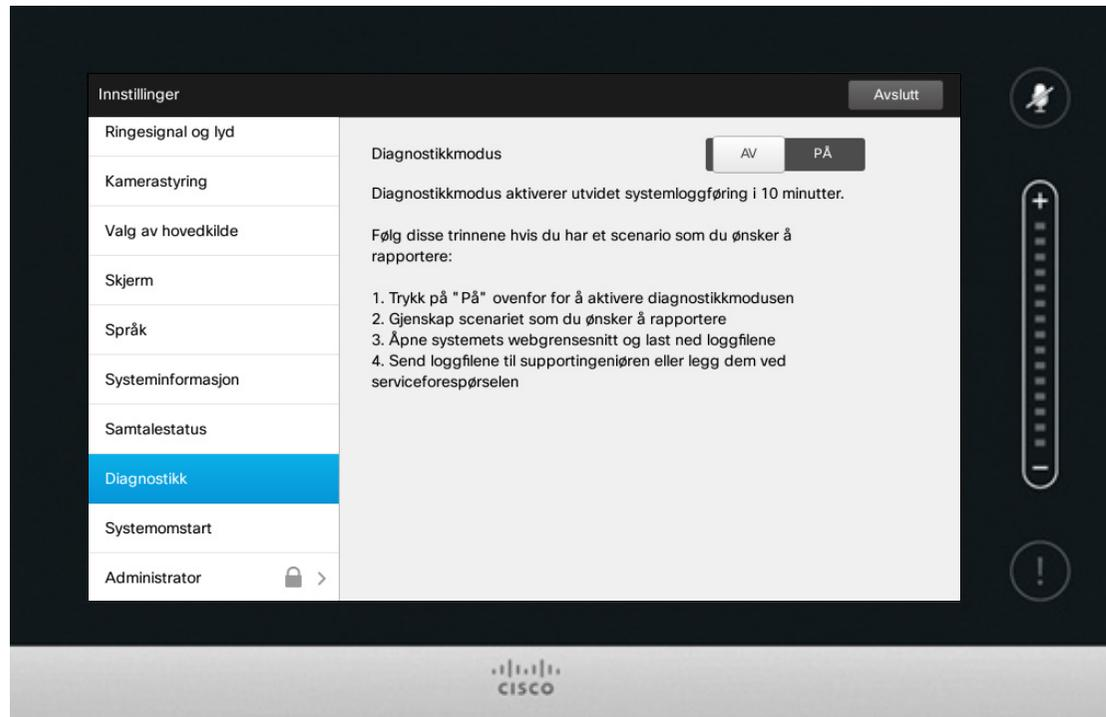 Innstillinger
Avslutt
Ringesignal og lyd
Kamerastyring
Valg av hovedkilde
Skjerm
Språk
Systeminformasjon
Samtalestatus
Diagnostikk
Systemomstart
Administrator
Diagnostikkmodus
AV
PÅ
Diagnostikkmodus aktiverer utvidet systemloggføring i 10 minutter.
Følg disse trinnene hvis du har et scenario som du ønsker å
rapportere:
1. Trykk på "På" ovenfor for å aktivere diagnostikkmodusen
2. Gjenskap scenariet som du ønsker å rapportere
3. Åpne systemets webgrensesnitt og last ned loggfilene
4. Send loggfilene til supportingeniøren eller legg dem ved
serviceforespørselen
+
–
!
CISCO